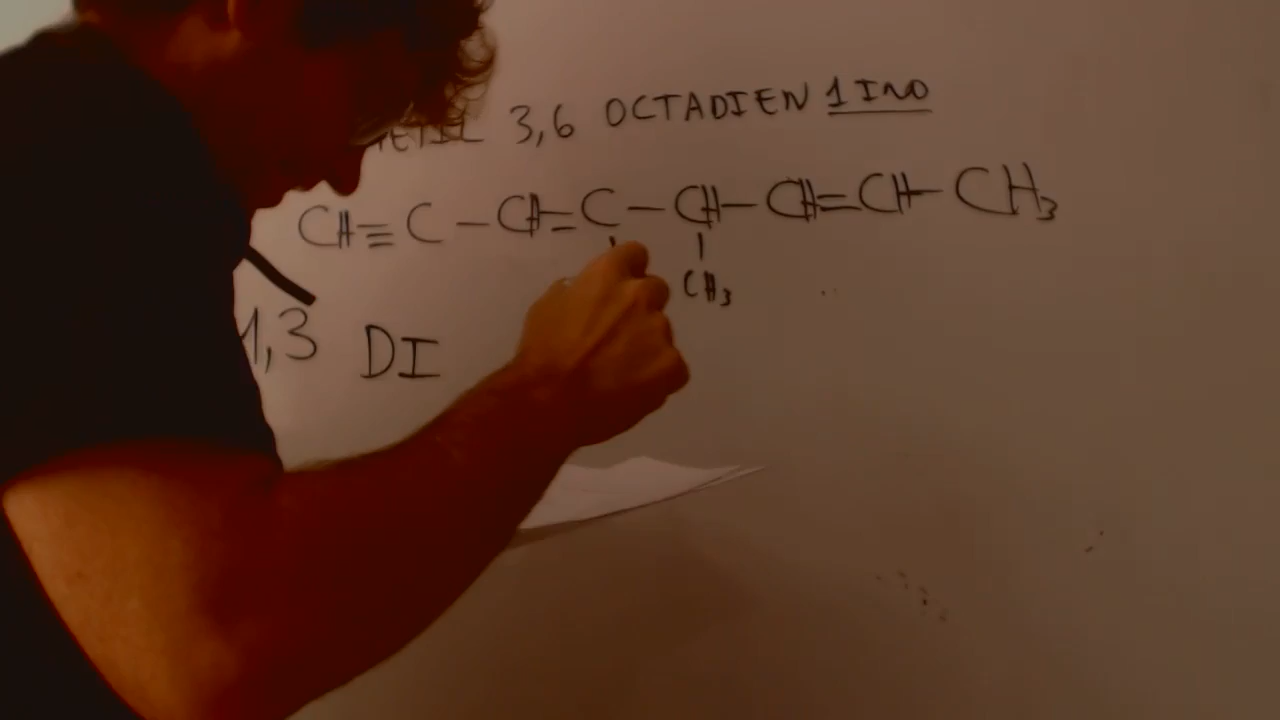 3,6 OCTADIEN 1 INO
CH≡C-CH=C-CH-CH=CH-CH3
CH3
1,3 DI